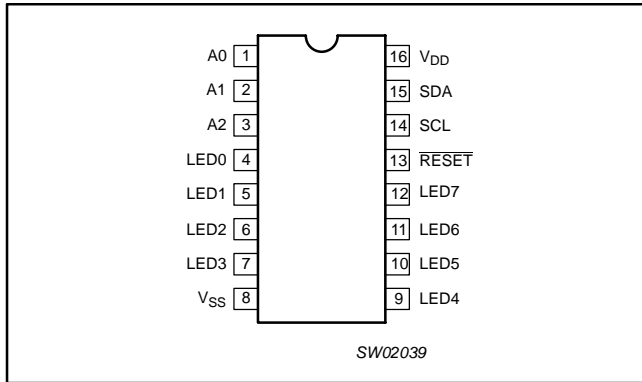 A0 1 16 VDD
A1 2 15 SDA
A2 3 14 SCL
LED0 4 13 RESET
LED1 5 12 LED7
LED2 6 11 LED6
LED3 7 10 LED5
VSS 8 9 LED4
SW02039